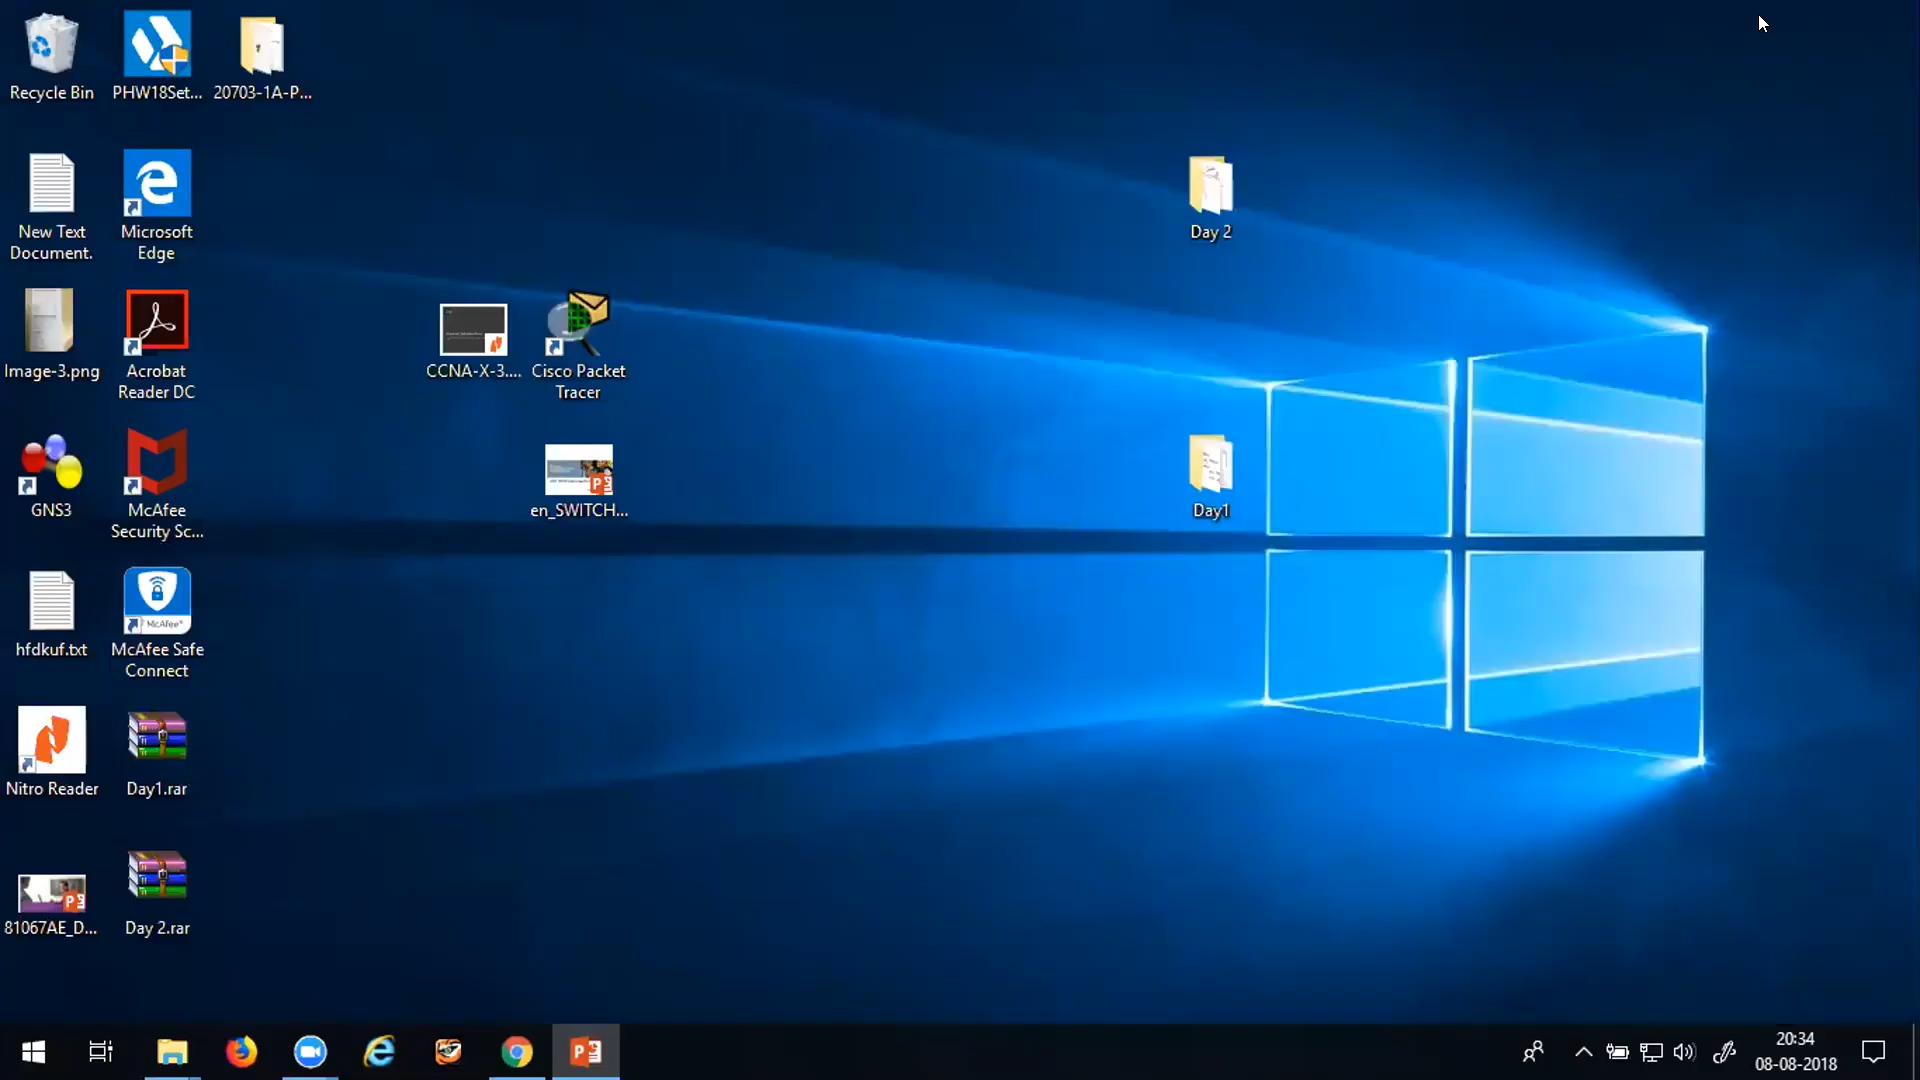 Recycle Bin
PHW18Set...
20703-1A-P...
New Text
Document.
Microsoft
Edge
Day 2
Image-3.png
Acrobat
Reader DC
CCNA-X-3....
Cisco Packet
Tracer
GNS3
McAfee
Security Sc...
en_SWITCH...
Day1
hfdkuf.txt
McAfee™
McAfee Safe
Connect
Nitro Reader
Day1.rar
81067AE_D...
Day 2.rar
20:34
08-08-2018